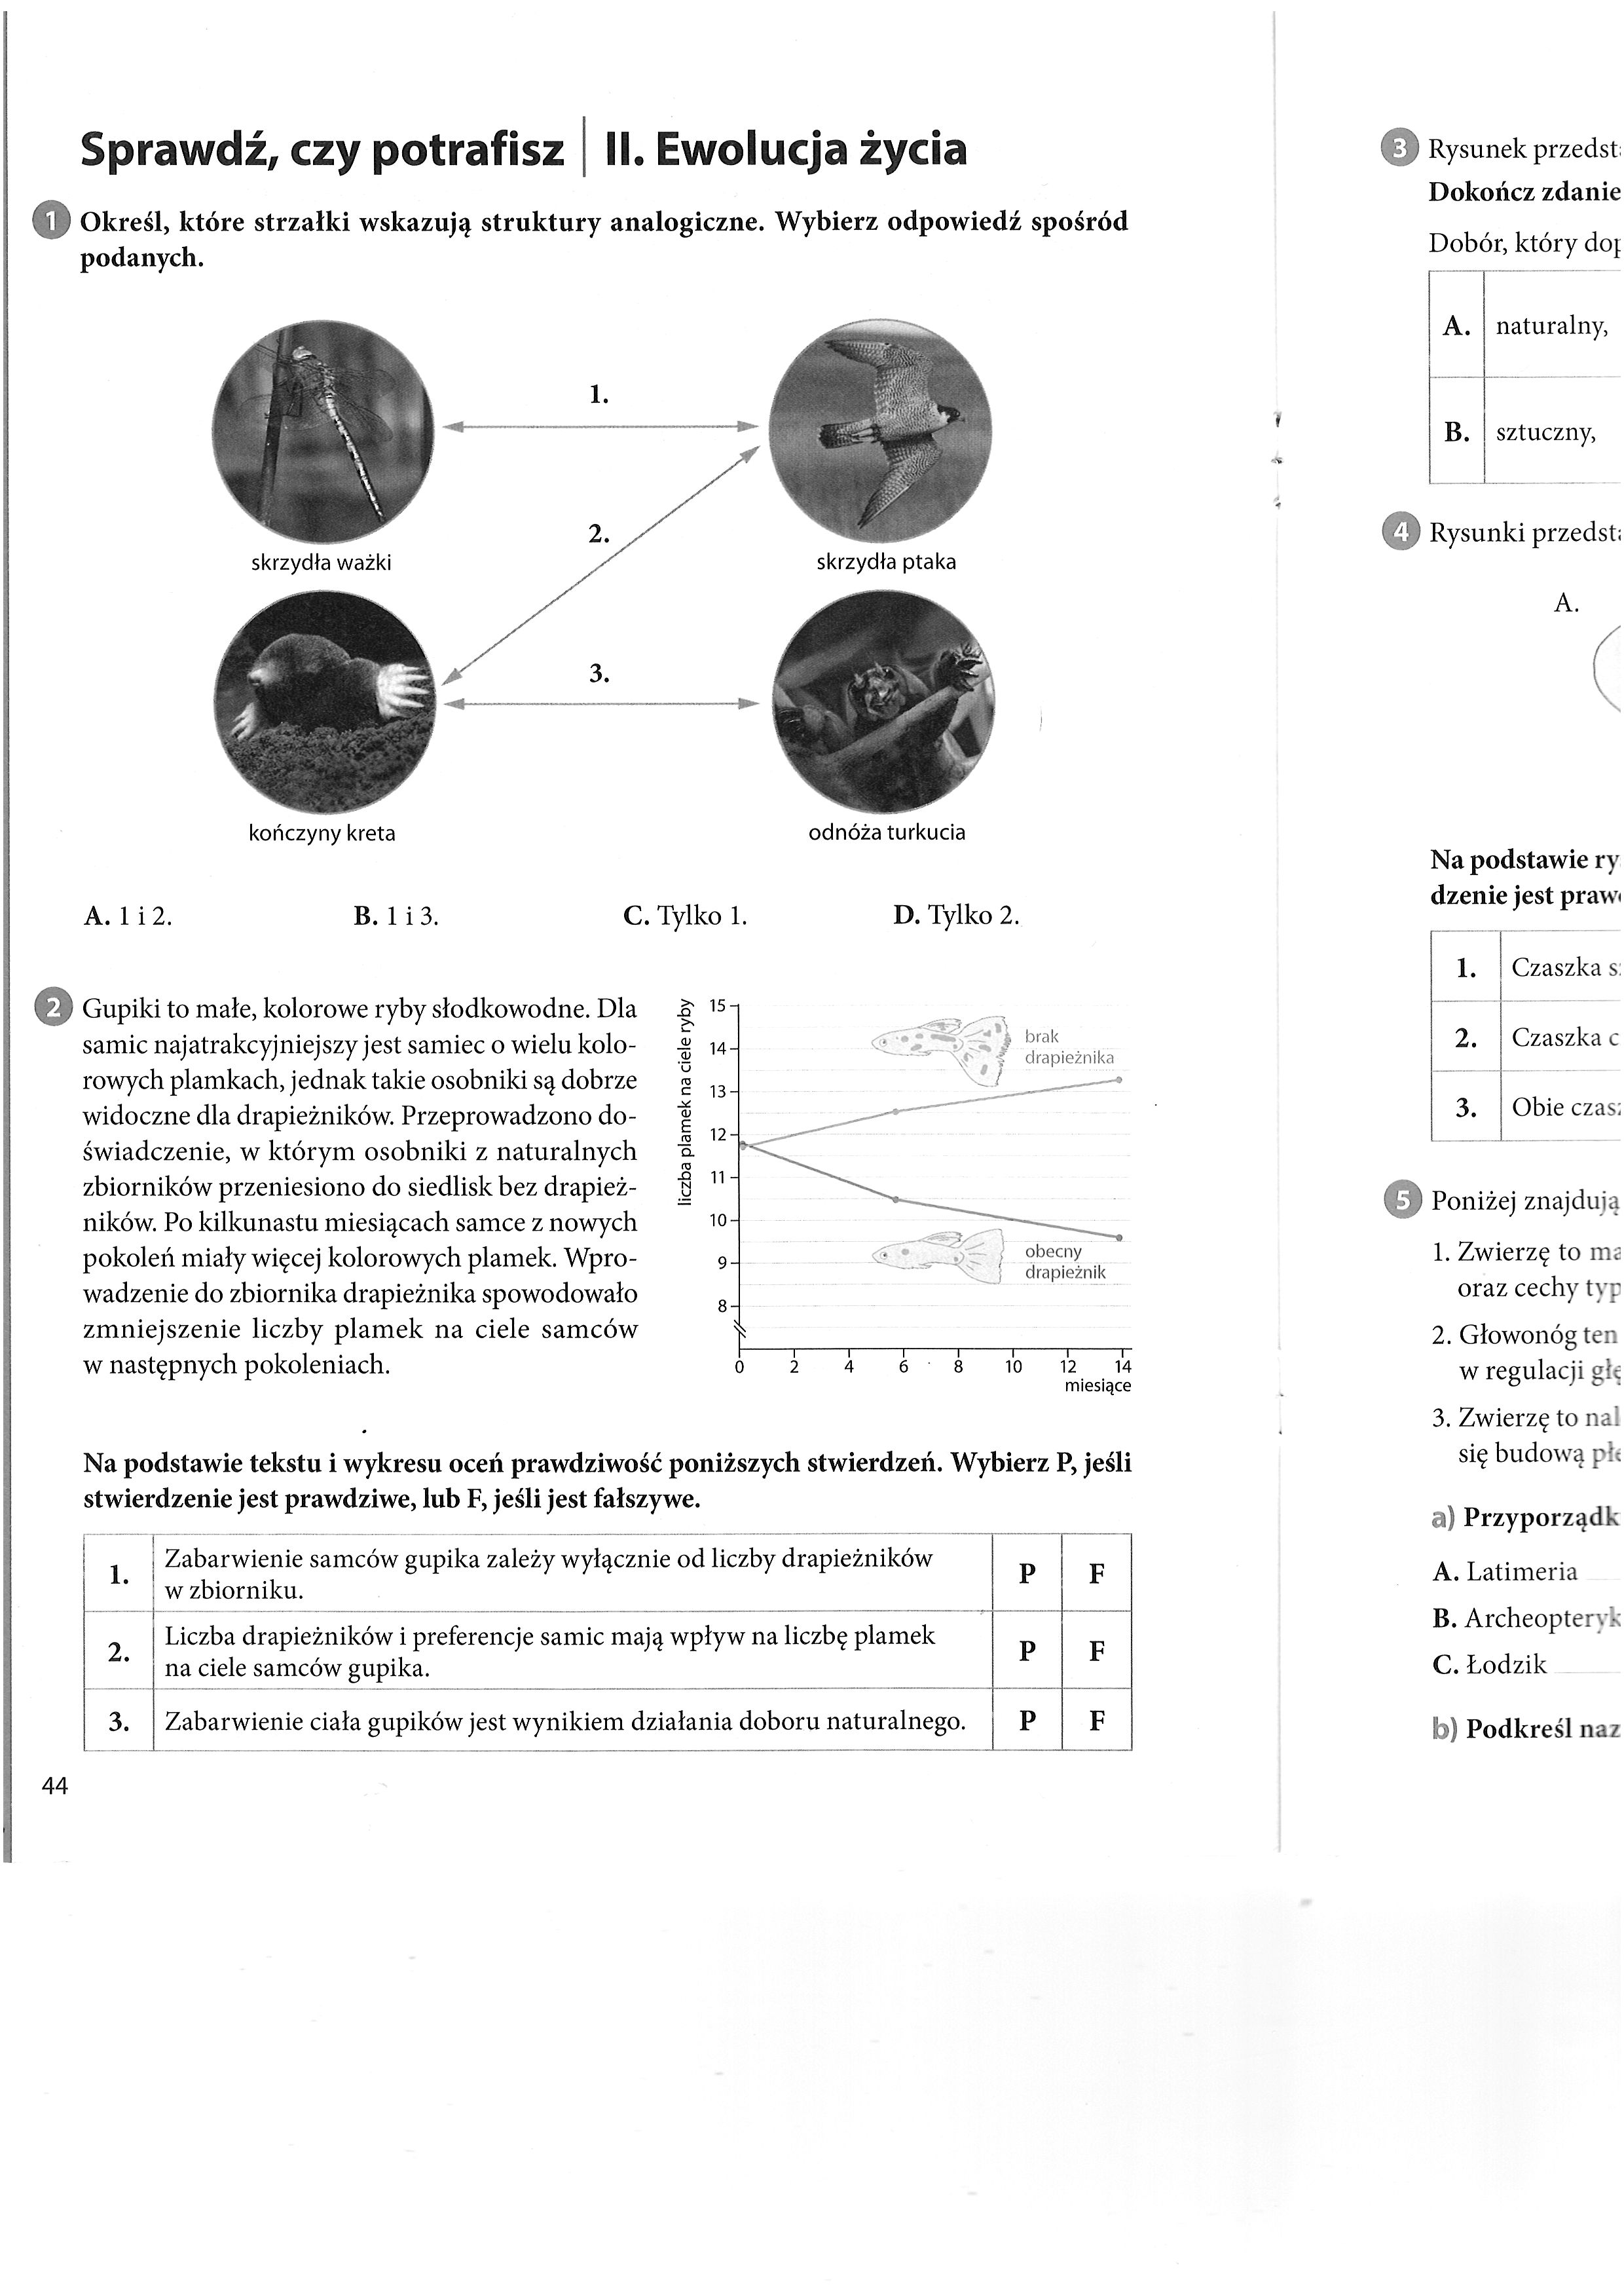 Sprawdź, czy potrafisz | II. Ewolucja życia
1 Określ, które strzałki wskazują struktury analogiczne. Wybierz odpowiedź spośród
podanych.
1.
skrzydła ważki
skrzydła ptaka
2.
3.
kończyny kreta
odnóża turkucia
A. 1 i 2.
B. 1 i 3.
C. Tylko 1.
D. Tylko 2.
2 Gupiki to małe, kolorowe ryby słodkowodne. Dla
samic najatrakcyjniejszy jest samiec o wielu kolo-
rowych plamkach, jednak takie osobniki są dobrze
widoczne dla drapieżników. Przeprowadzono do-
świadczenie, w którym osobniki z naturalnych
zbiorników przeniesiono do siedlisk bez drapież-
ników. Po kilkunastu miesiącach samce z nowych
pokoleń miały więcej kolorowych plamek. Wpro-
wadzenie do zbiornika drapieżnika spowodowało
zmniejszenie liczby plamek na ciele samców
w następnych pokoleniach.
liczba plamek na ciele ryby
15
14
13
12
11
10
9
8
brak
drapieżnika
obecny
drapieżnik
0 2 4 6 8 10 12 14
miesiące
Na podstawie tekstu i wykresu oceń prawdziwość poniższych stwierdzeń. Wybierz P, jeśli
stwierdzenie jest prawdziwe, lub F, jeśli jest fałszywe.
1. Zabarwienie samców gupika zależy wyłącznie od liczby drapieżników
w zbiorniku. P F
2. Liczba drapieżników i preferencje samic mają wpływ na liczbę plamek
na ciele samców gupika. P F
3. Zabarwienie ciała gupików jest wynikiem działania doboru naturalnego. P F
44
3 Rysunek
Dokończ zdanie
Dobór, który
A. naturalny,
B. sztuczny,
4 Rysunki
A.
Na podstawie
dzenie jest
1. Czaszka
2. Czaszka
3. Obie
5 Poniżej znajdują
1. Zwierzę to
oraz cechy
2. Głowonóg ten
w regulacji
3. Zwierzę to
się budową
a)
A. Latimeria
B.
C. Łodzik
b) Podkreśl